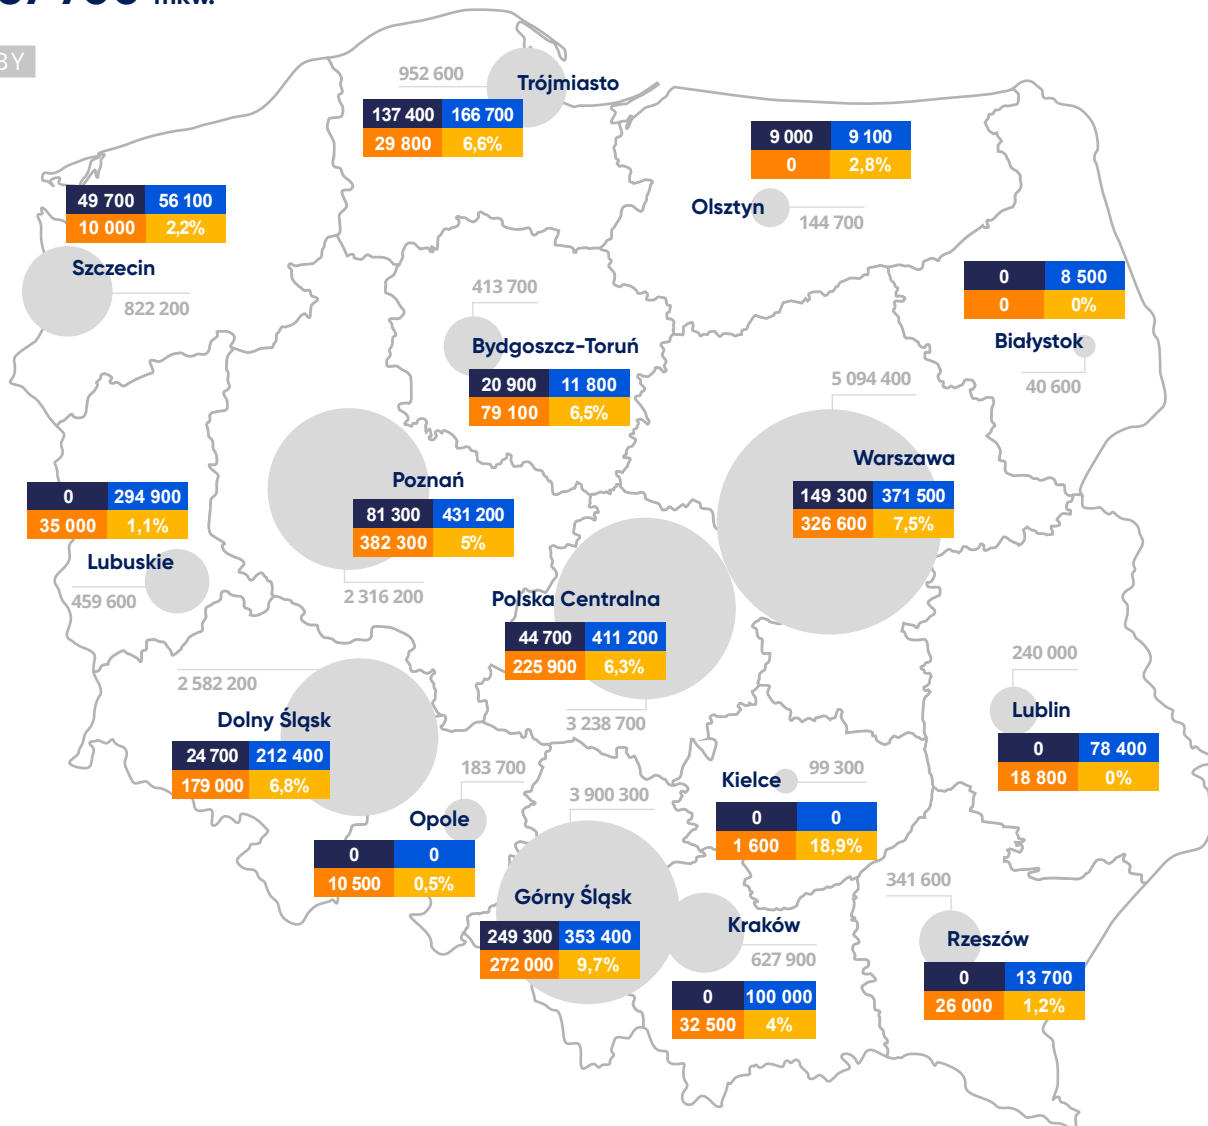 mkw.
BY
952 600
Trójmiasto
137 400 166 700
29 800 6,6%
9 000 9 100
0 2,8%
Olsztyn
144 700
49 700 56 100
10 000 2,2%
Szczecin
822 200
413 700
Bydgoszcz-Toruń
20 900 11 800
79 100 6,5%
0 8 500
0 0%
Białystok
40 600
5 094 400
Warszawa
149 300 371 500
326 600 7,5%
Poznań
81 300 431 200
382 300 5%
2 316 200
0 294 900
35 000 1,1%
Lubuskie
459 600
Polska Centralna
44 700 411 200
225 900 6,3%
3 238 700
2 582 200
Dolny Śląsk
24 700 212 400
179 000 6,8%
240 000
Lublin
0 78 400
18 800 0%
183 700
Opole
0 0
10 500 0,5%
Kielce
99 300
0 0
1 600 18,9%
3 900 300
Górny Śląsk
249 300 353 400
272 000 9,7%
Kraków
627 900
0 100 000
32 500 4%
341 600
Rzeszów
0 13 700
26 000 1,2%